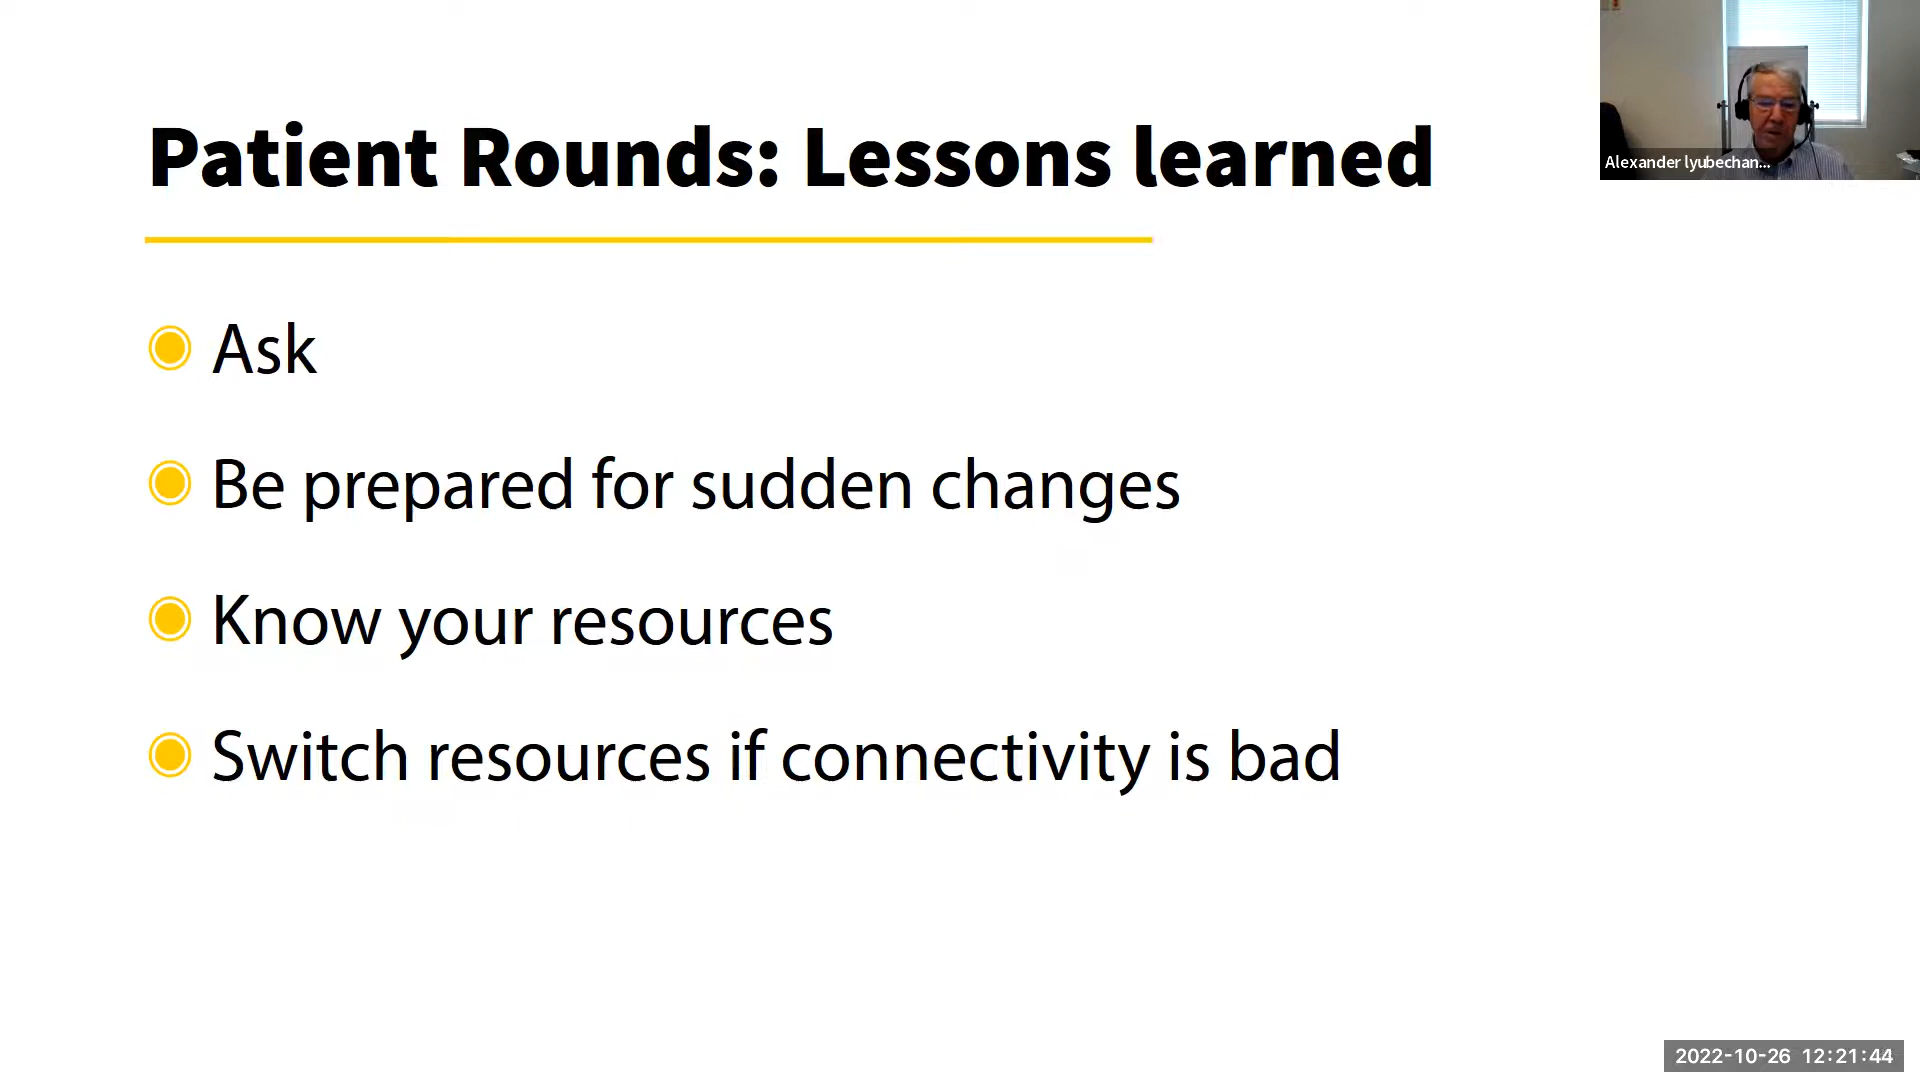 Patient Rounds: Lessons learned
Alexander lyubechan...
Ask
Be prepared for sudden changes
Know your resources
Switch resources if connectivity is bad
2022-10-26 12:21:44